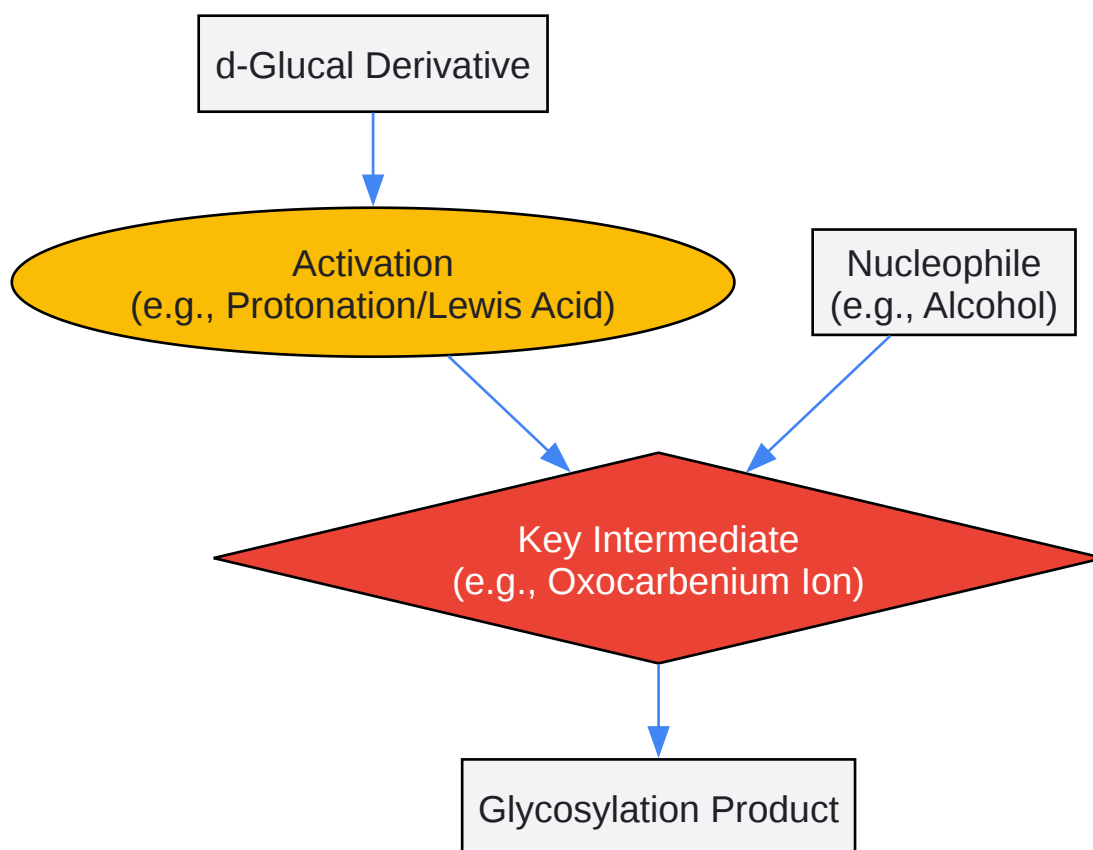 d-Glucal Derivative
Activation
(e.g., Protonation/Lewis Acid)
Nucleophile
(e.g., Alcohol)
Key Intermediate
(e.g., Oxocarbenium Ion)
Glycosylation Product